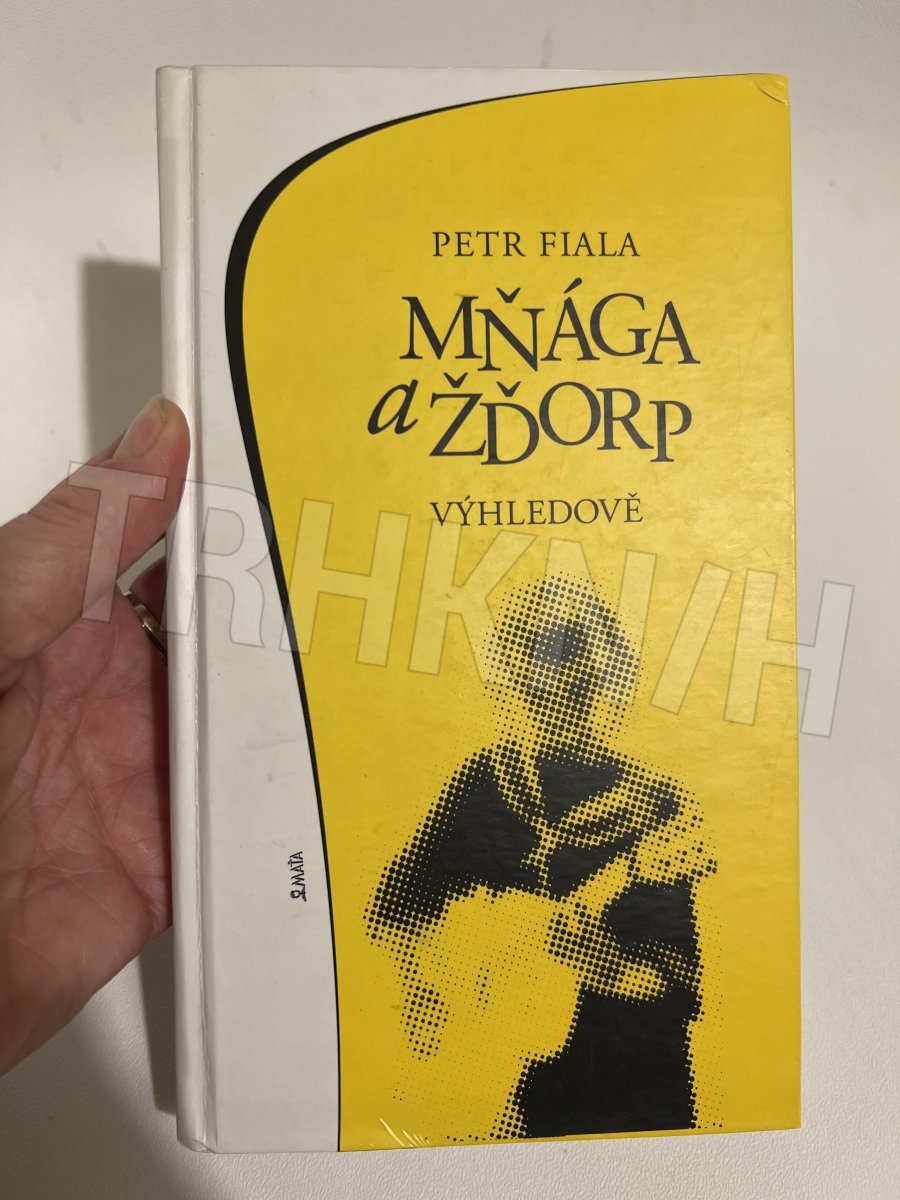 PETR FIALA
MŇÁGA
a ŽĎORP
VÝHLEDOVĚ
TRHKNIH
MAŤA